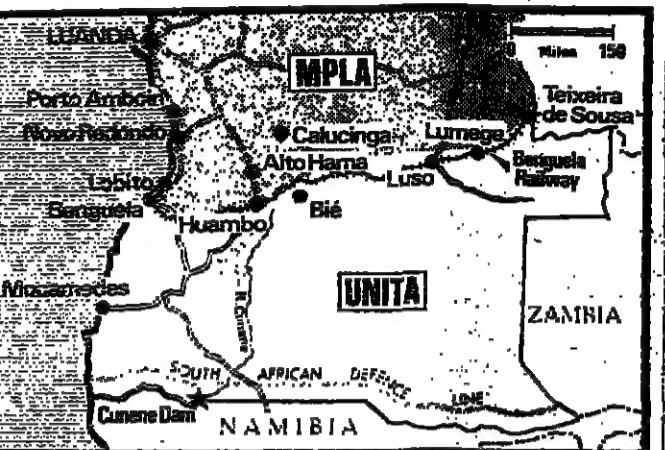 LUANDA
0 Miles 150
MPLA
Teixeira
de Sousa
Porto Amboim
Novo Redondo
Calucinga
Lumege
Alto Hama
Benguela
Railway
Lobito
Luso
Benguela
Bié
Huambo
Mocamedes
UNITA
R. Cunene
ZAMBIA
SOUTH AFRICAN DEFENCE LINE
Cunene Dam
NAMIBIA